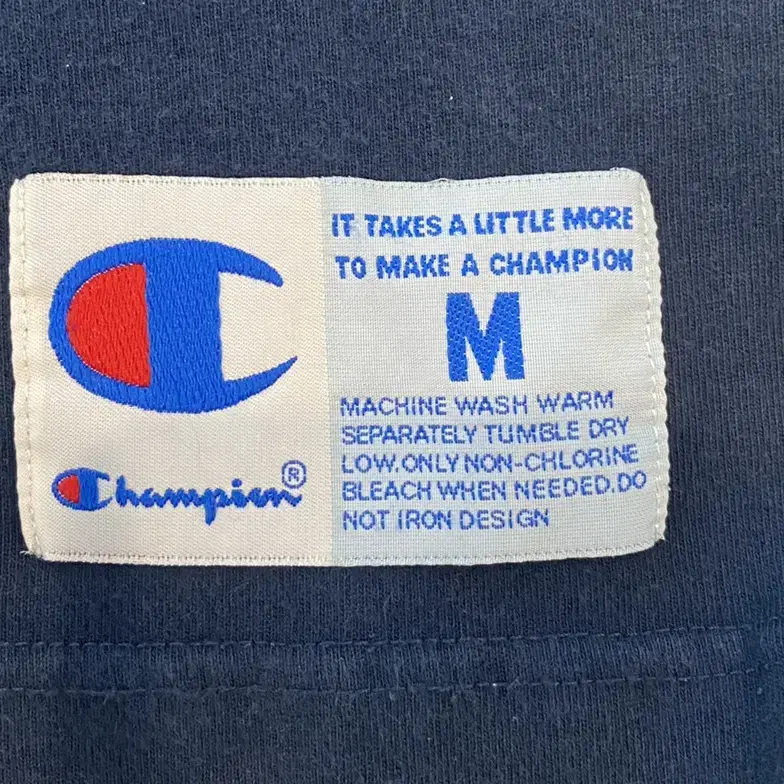 IT TAKES A LITTLE MORE
TO MAKE A CHAMPION
M
MACHINE WASH WARM
SEPARATELY TUMBLE DRY
LOW.ONLY NON-CHLORINE
BLEACH WHEN NEEDED.DO
NOT IRON DESIGN
Champion®